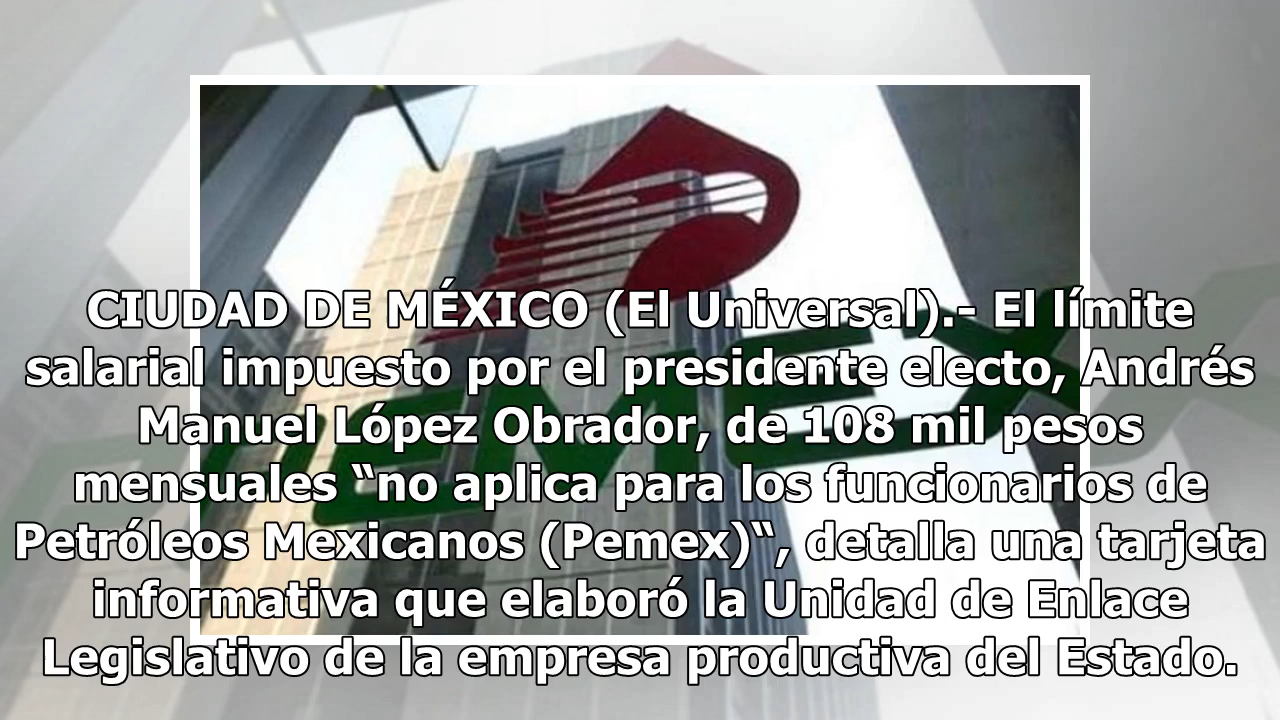 CIUDAD DE MÉXICO (El Universal).- El límite
salarial impuesto por el presidente electo, Andrés
Manuel López Obrador, de 108 mil pesos
mensuales “no aplica para los funcionarios de
Petróleos Mexicanos (Pemex)“, detalla una tarjeta
informativa que elaboró la Unidad de Enlace
Legislativo de la empresa productiva del Estado.
PEMEX